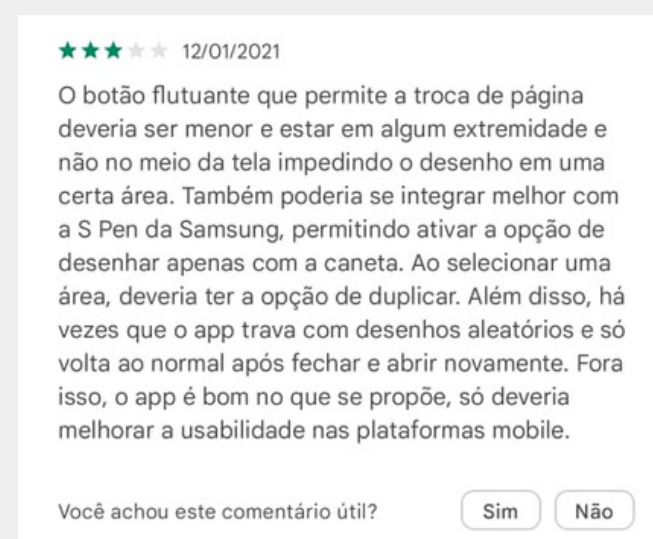 12/01/2021
O botão flutuante que permite a troca de página
deveria ser menor e estar em algum extremidade e
não no meio da tela impedindo o desenho em uma
certa área. Também poderia se integrar melhor com
a S Pen da Samsung, permitindo ativar a opção de
desenhar apenas com a caneta. Ao selecionar uma
área, deveria ter a opção de duplicar. Além disso, há
vezes que o app trava com desenhos aleatórios e só
volta ao normal após fechar e abrir novamente. Fora
isso, o app é bom no que se propõe, só deveria
melhorar a usabilidade nas plataformas mobile.
Você achou este comentário útil? Sim Não